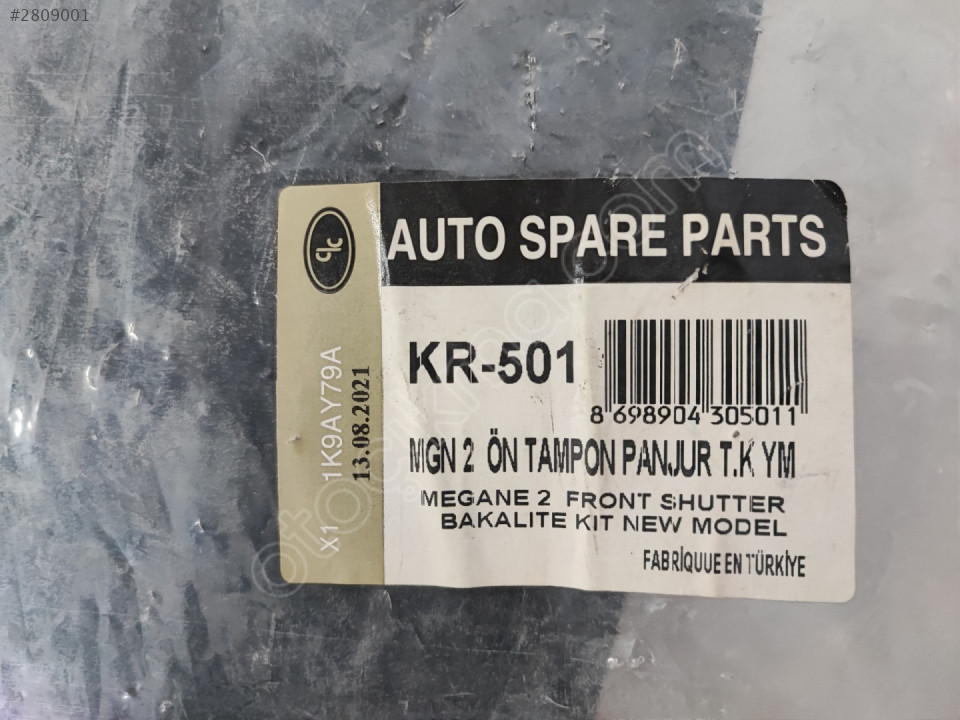 #2809001
AUTO SPARE PARTS
KR-501
8 698904 305011
MGN 2 ÖN TAMPON PANJUR T.K YM
MEGANE 2 FRONT SHUTTER
BAKALITE KIT NEW MODEL
FABRİQUUE EN TÜRKİYE
X1 1K9AY79A
13.08.2021